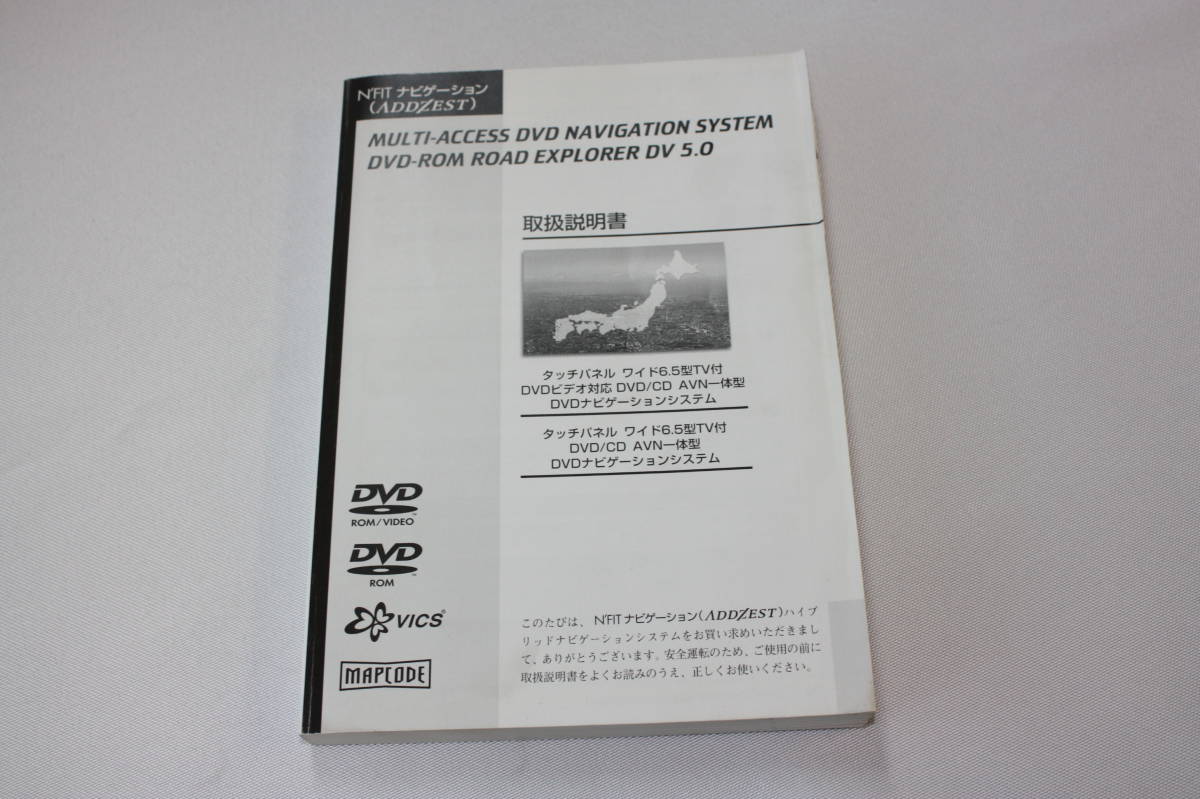 N'FIT ナビゲーション
(ADDZEST)
MULTI-ACCESS DVD NAVIGATION SYSTEM
DVD-ROM ROAD EXPLORER DV 5.0
取扱説明書
タッチパネル ワイド6.5型TV付
DVDビデオ対応 DVD/CD AVN一体型
DVDナビゲーションシステム
タッチパネル ワイド6.5型TV付
DVD/CD AVN一体型
DVDナビゲーションシステム
DVD™
ROM/VIDEO
DVD™
ROM
VICS®
MAPCODE
このたびは、N'FIT ナビゲーション(ADDZEST)ハイブ
リッドナビゲーションシステムをお買い求めいただきまし
て、ありがとうございます。安全運転のため、ご使用の前に
取扱説明書をよくお読みのうえ、正しくお使いください。